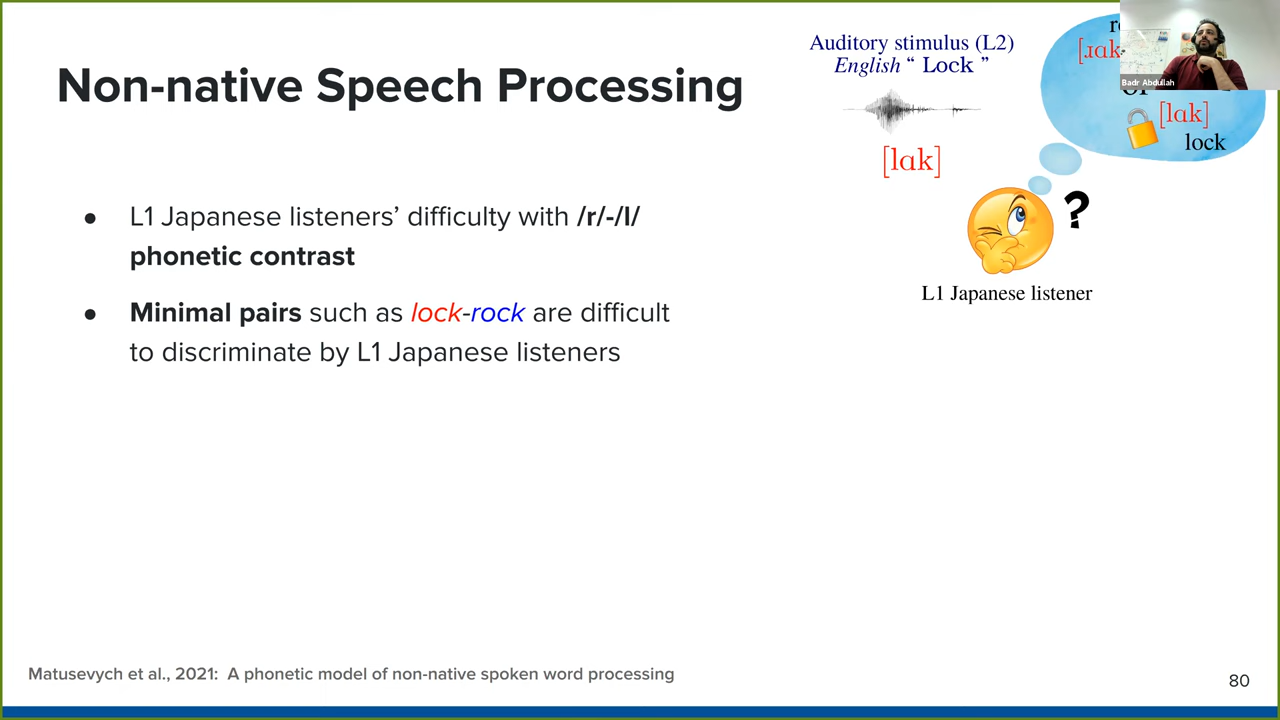 Non-native Speech Processing
● L1 Japanese listeners’ difficulty with /r/-/l/
phonetic contrast
● Minimal pairs such as lock-rock are difficult
to discriminate by L1 Japanese listeners
Auditory stimulus (L2)
English “ Lock ”
[lɑk]
[lɑk]
lock
?
L1 Japanese listener
Badr Abdullah
Matusevych et al., 2021: A phonetic model of non-native spoken word processing
80